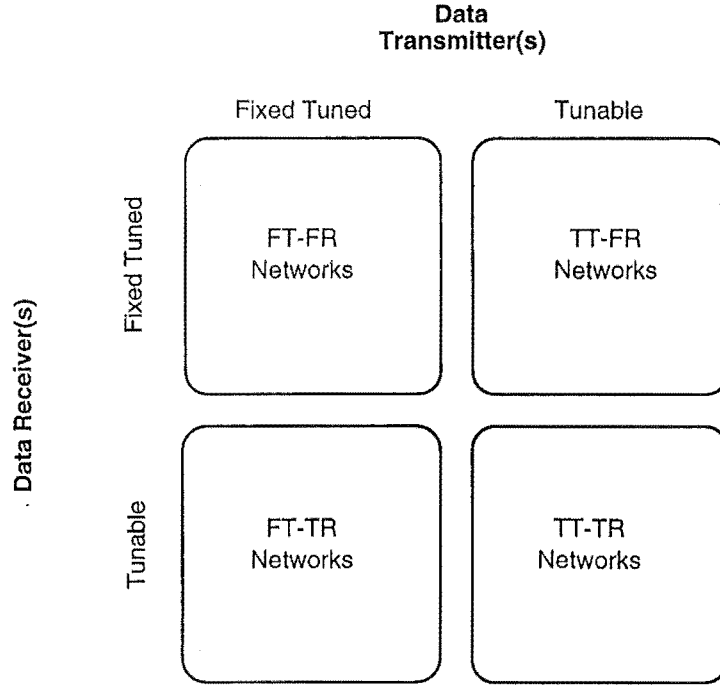 Data
Transmitter(s)
Fixed Tuned
Tunable
Data Receiver(s)
Fixed Tuned
FT-FR
Networks
TT-FR
Networks
Tunable
FT-TR
Networks
TT-TR
Networks